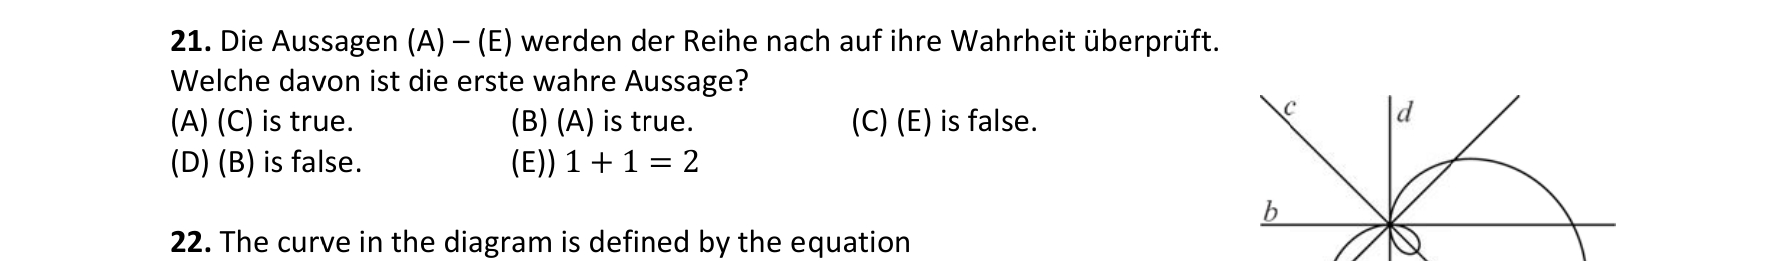 21. Die Aussagen (A) – (E) werden der Reihe nach auf ihre Wahrheit überprüft.
Welche davon ist die erste wahre Aussage?
(A) (C) is true. (B) (A) is true. (C) (E) is false.
(D) (B) is false. (E)) 1 + 1 = 2
c d
b
22. The curve in the diagram is defined by the equation